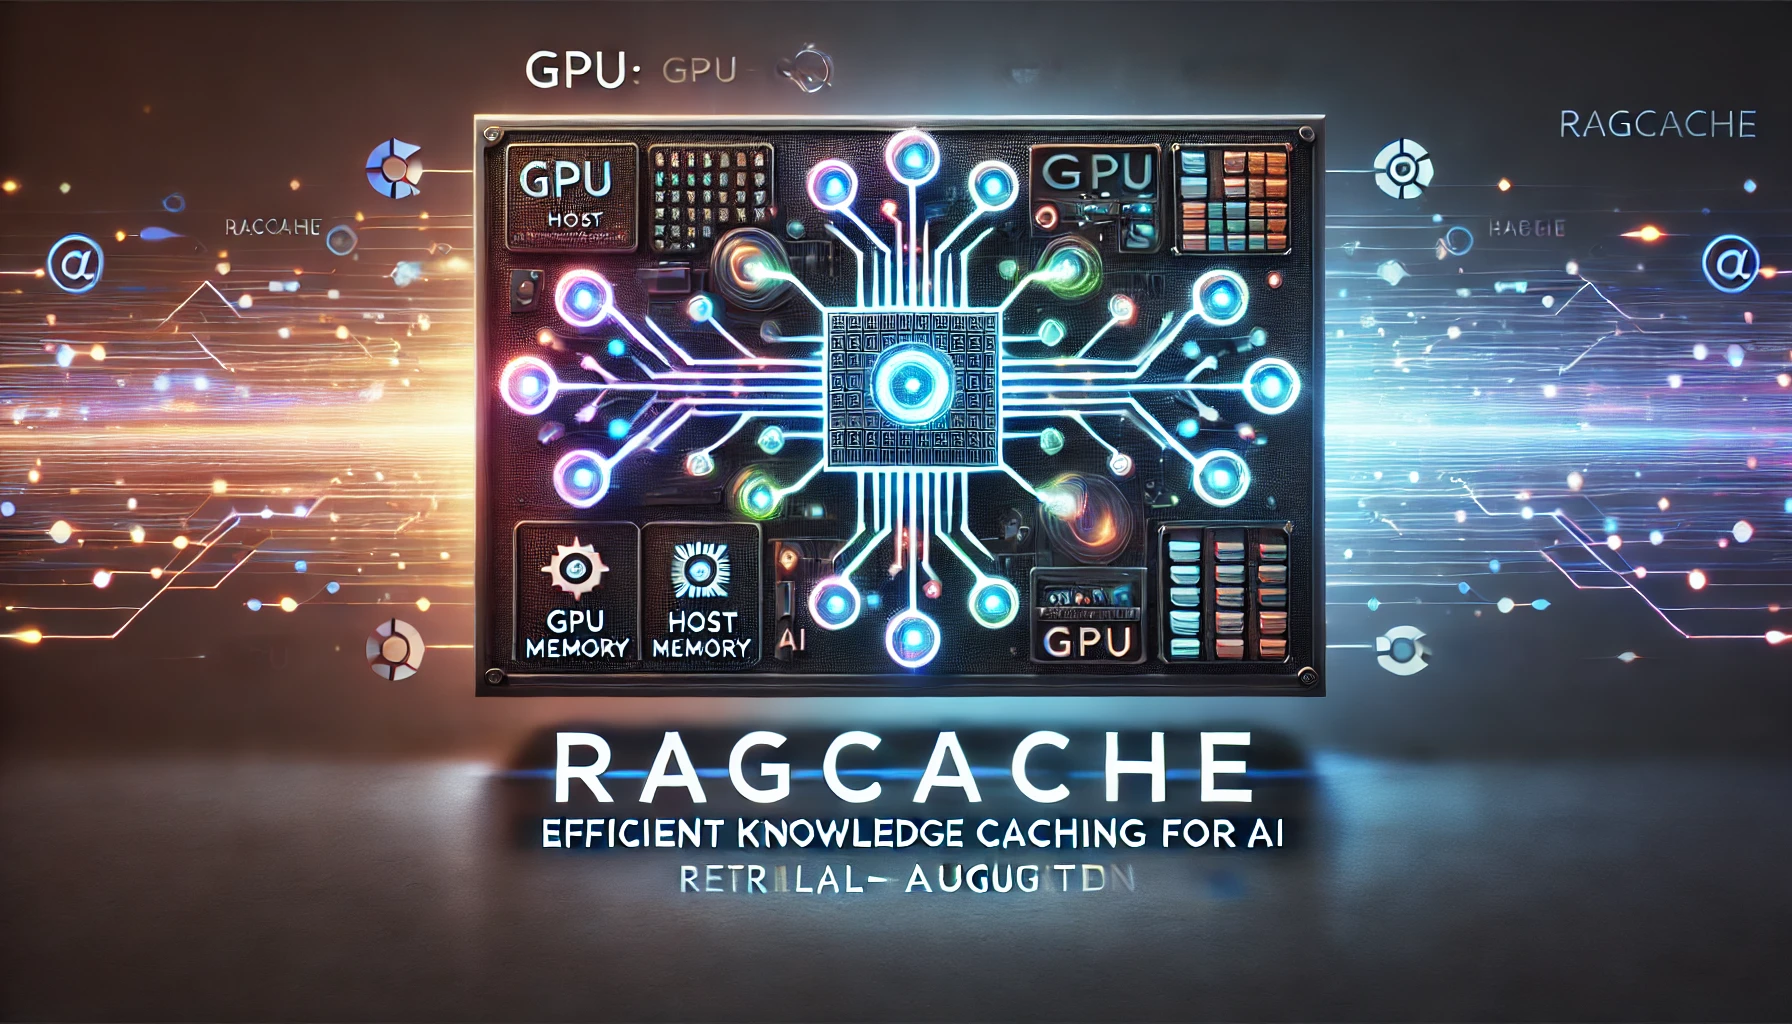 GPU: GPU
RAGCACHE
GPU
HOST
GPU
RACCAHE
@
@
GPU
MEMORY
HOST
MEMORY
AI
GPU
RAGCACHE
EFFICIENT KNOWLEDGE CACHING FOR AI